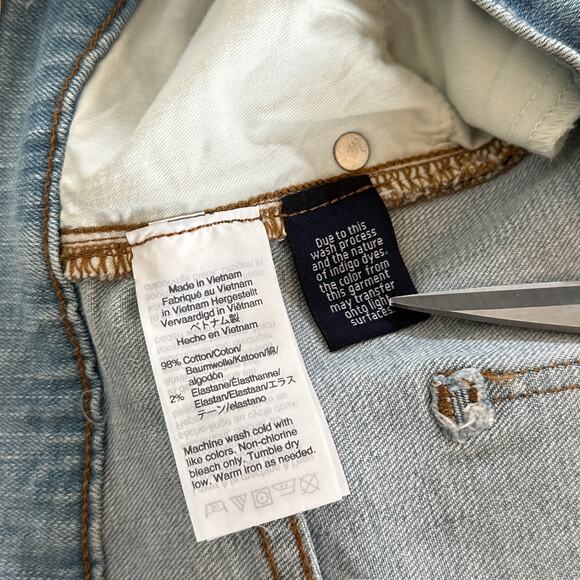 Made in Vietnam
Fabriqué au Vietnam
in Vietnam Hergestellt
Vervaardigd in Viëtnam
ベトナム製
Hecho en Vietnam
98% Cotton/Coton/
Baumwolle/Katoen/綿/
algodón
2% Elastane/Élasthanne/
Elastan/Elastaan/エラス
テーン/elastano
Machine wash cold with
like colors. Non-chlorine
bleach only. Tumble dry
low. Warm iron as needed.
Due to this
wash process
and the nature
of indigo dyes,
the color from
this garment
may transfer
onto light
surfaces